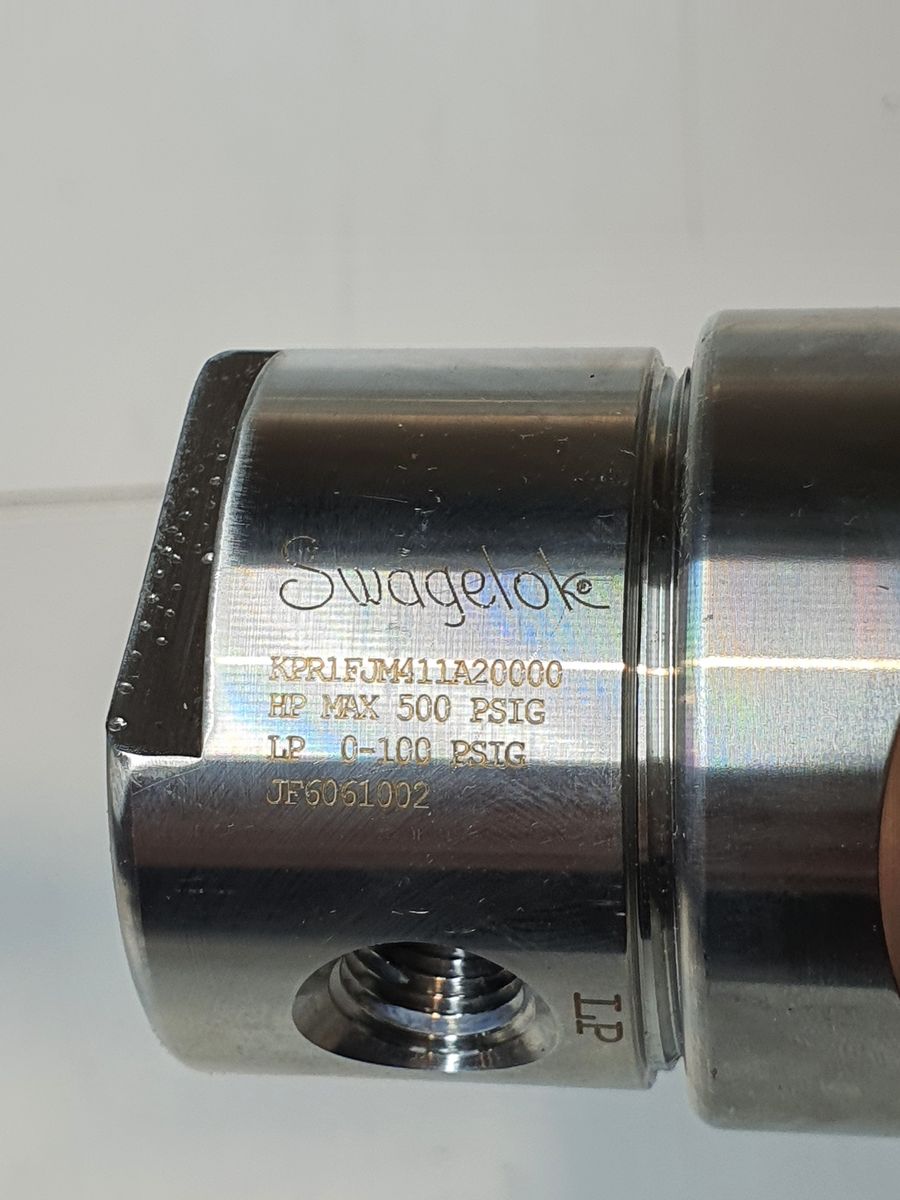 Swagelok
KPR1FJM411A20000
HP MAX 500 PSIG
LP 0-100 PSIG
JF6061002
LP